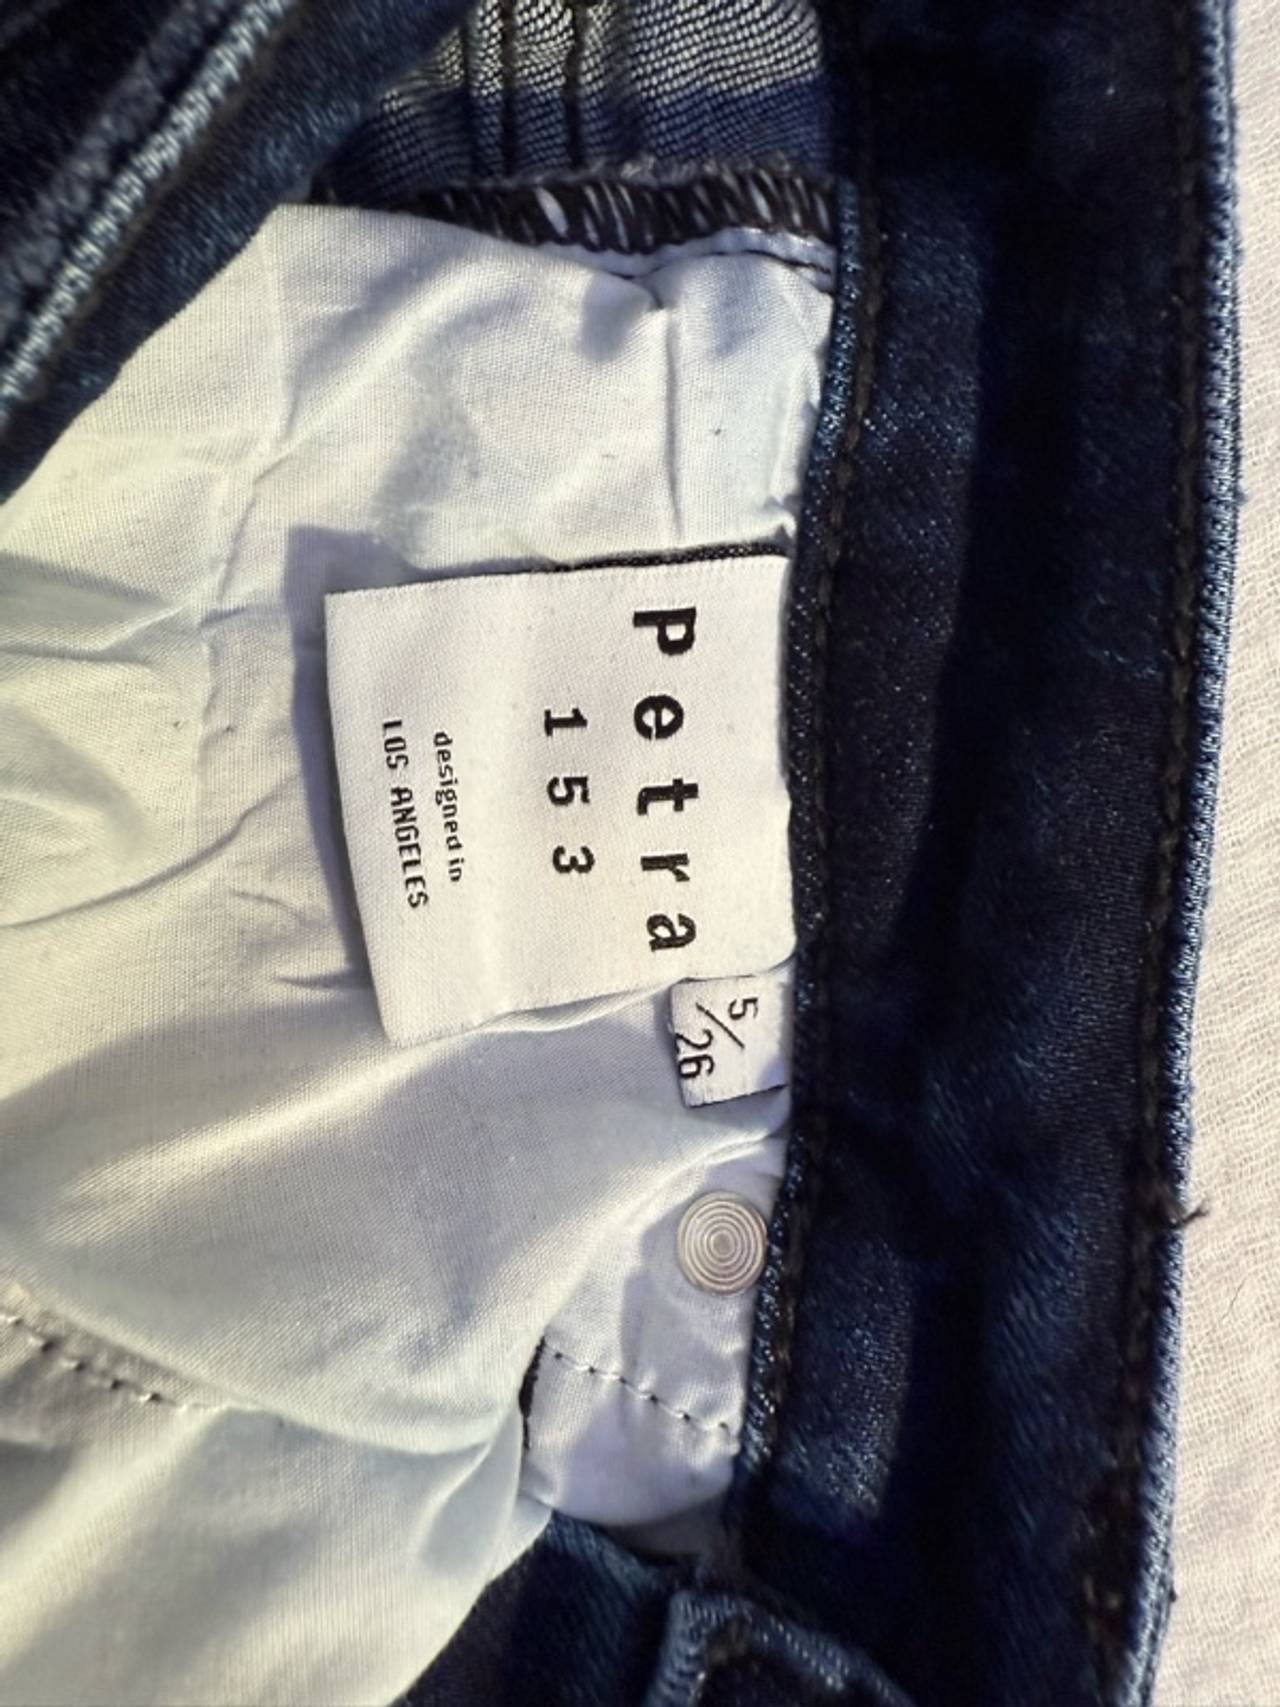 Petra
153
designed in
LOS ANGELES
5/26